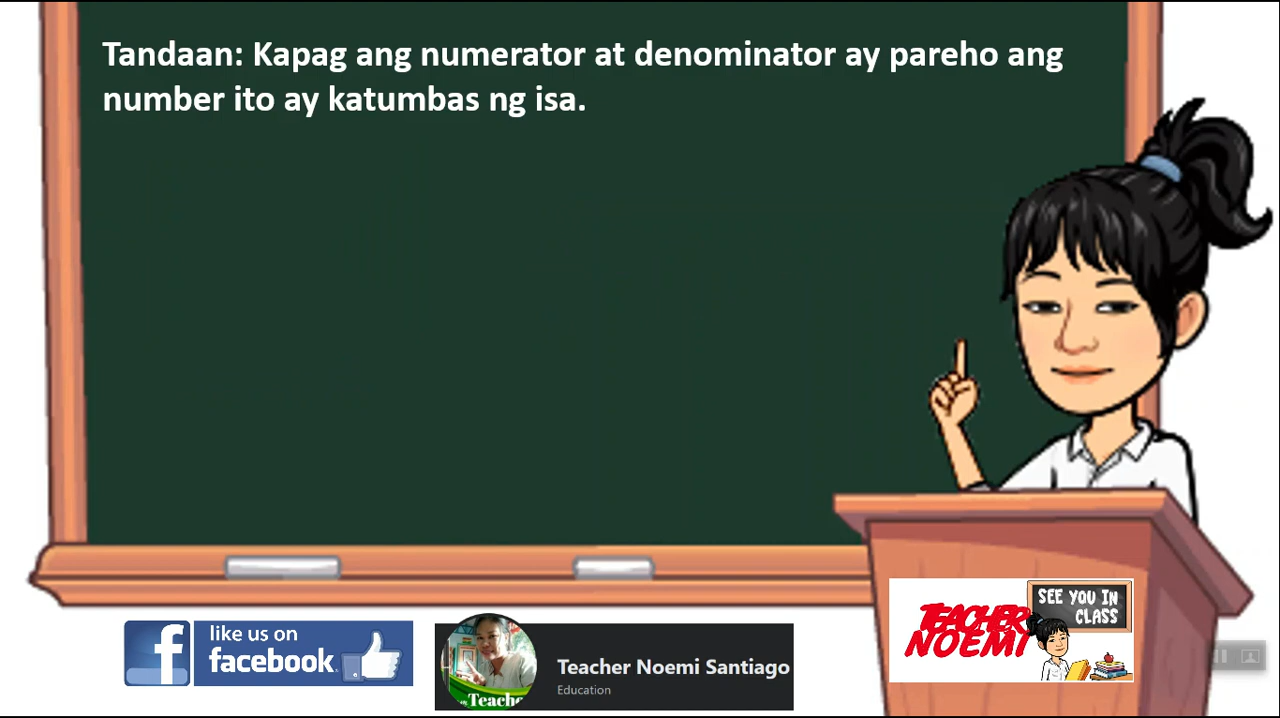 Tandaan: Kapag ang numerator at denominator ay pareho ang
number ito ay katumbas ng isa.
SEE YOU IN
CLASS
TEACHER
NOEMI
like us on
facebook.
Teacher Noemi Santiago
Education